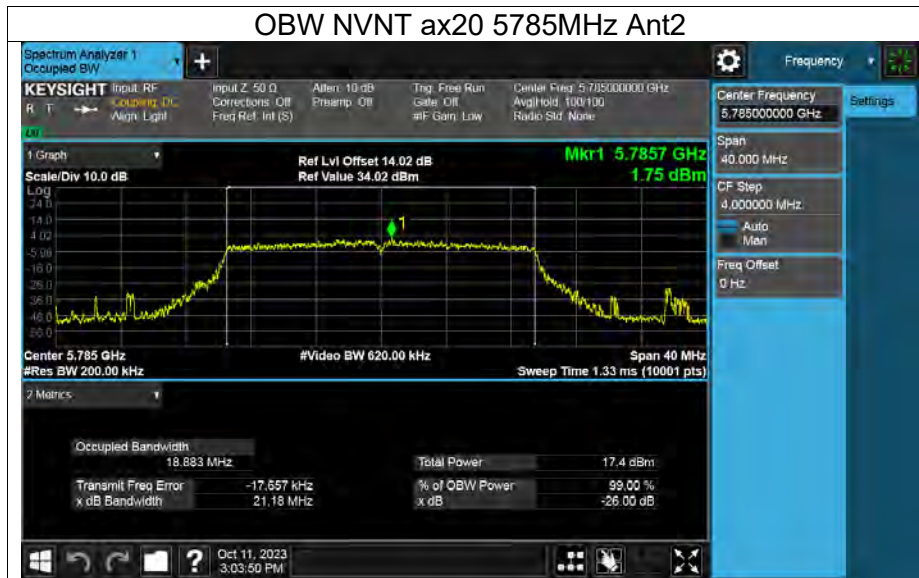 OBW NVNT ax20 5785MHz Ant2
Spectrum Analyzer 1
Occupied BW
+
Frequency
KEYSIGHT Input: RF
R T
Coupling: DC
Align: Light
Input Z: 50 Ω
Corrections: Off
Freq Ref: Int (S)
Atten: 10 dB
Preamp: Off
Trig: Free Run
Gate: Off
#IF Gain: Low
Center Freq: 5.785000000 GHz
Avg|Hold: 100/100
Radio Std: None
Center Frequency
5.785000000 GHz
Settings
Span
40.000 MHz
CF Step
4.000000 MHz
Auto
Man
Freq Offset
0 Hz
1 Graph
Scale/Div 10.0 dB
Ref Lvl Offset 14.02 dB
Ref Value 34.02 dBm
Mkr1 5.7857 GHz
1.75 dBm
Log
24.0
14.0
4.02
-5.98
-16.0
-26.0
-36.0
-46.0
-56.0
1
Center 5.785 GHz
#Res BW 200.00 kHz
#Video BW 620.00 kHz
Span 40 MHz
Sweep Time 1.33 ms (10001 pts)
2 Metrics
Occupied Bandwidth
18.883 MHz
Total Power 17.4 dBm
Transmit Freq Error -17.657 kHz
% of OBW Power 99.00 %
x dB Bandwidth 21.18 MHz
x dB -26.00 dB
?
Oct 11, 2023
3:03:50 PM